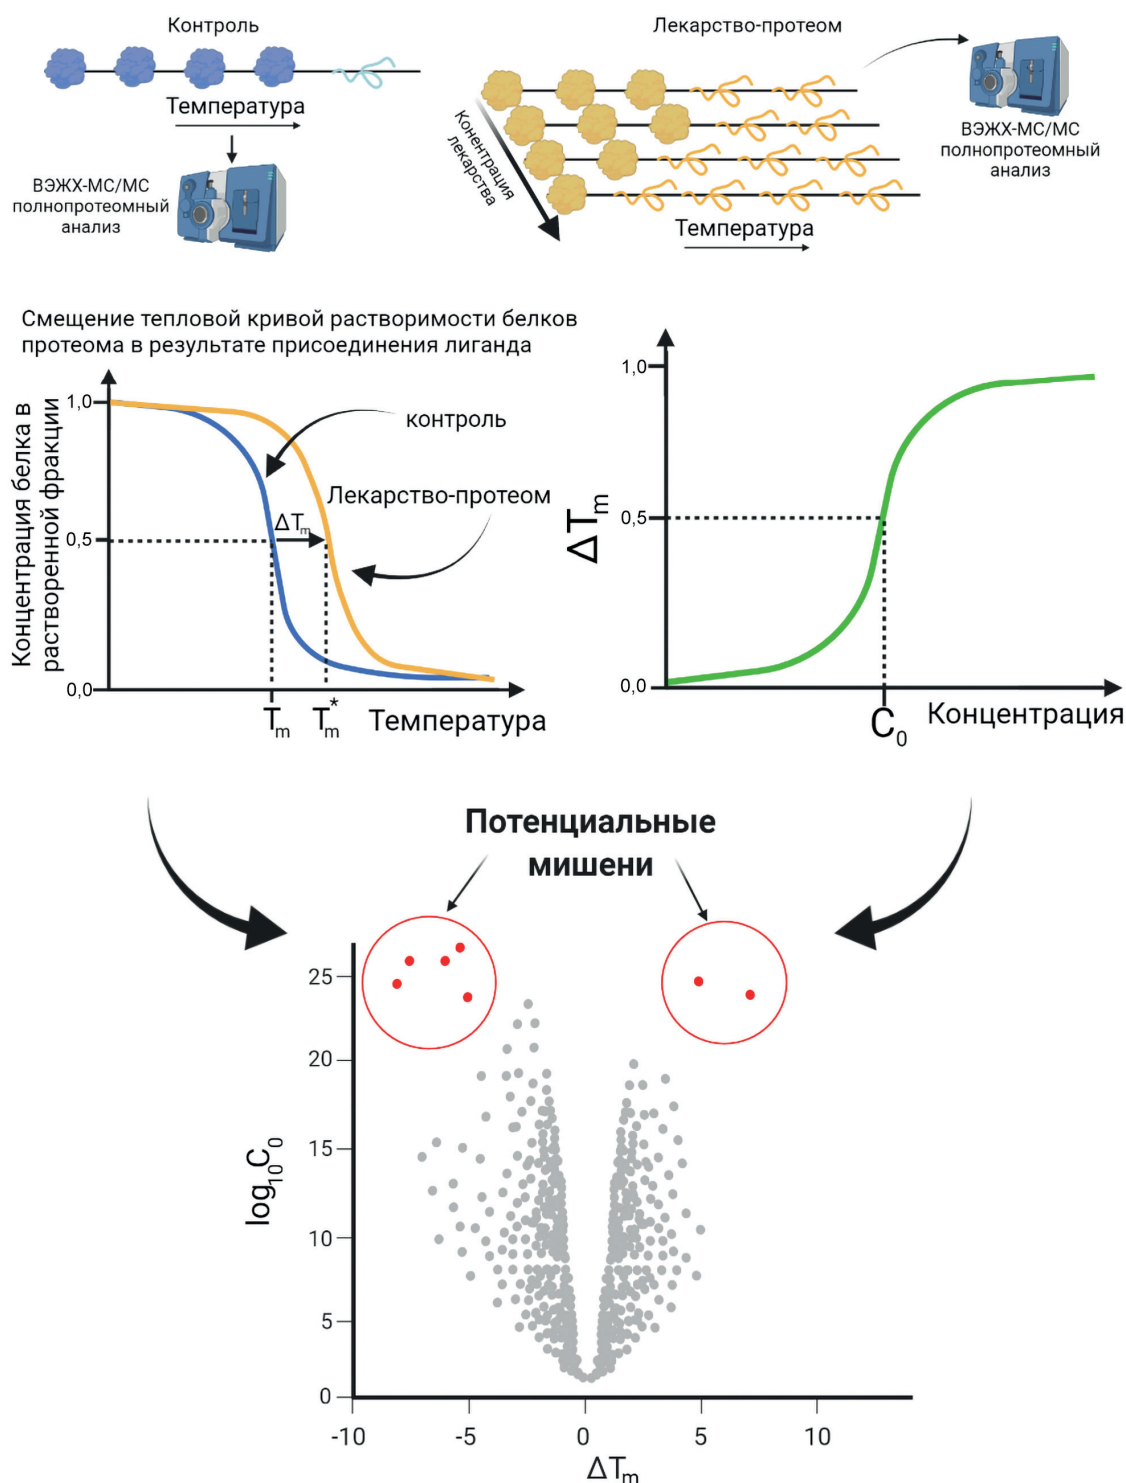 Контроль
Температура
ВЭЖХ-МС/МС
полнопротеомный
анализ
Лекарство-протеом
Конентрация
лекарства
Температура
ВЭЖХ-МС/МС
полнопротеомный
анализ
Смещение тепловой кривой растворимости белков
протеома в результате присоединения лиганда
Концентрация белка в
растворенной фракции
1,0
0,5
0,0
контроль
Лекарство-протеом
ΔTm
Tm
Tm*
Температура
ΔTm
1,0
0,5
0,0
C0
Концентрация
Потенциальные
мишени
log10C0
25
20
15
10
5
0
-10
-5
0
5
10
ΔTm